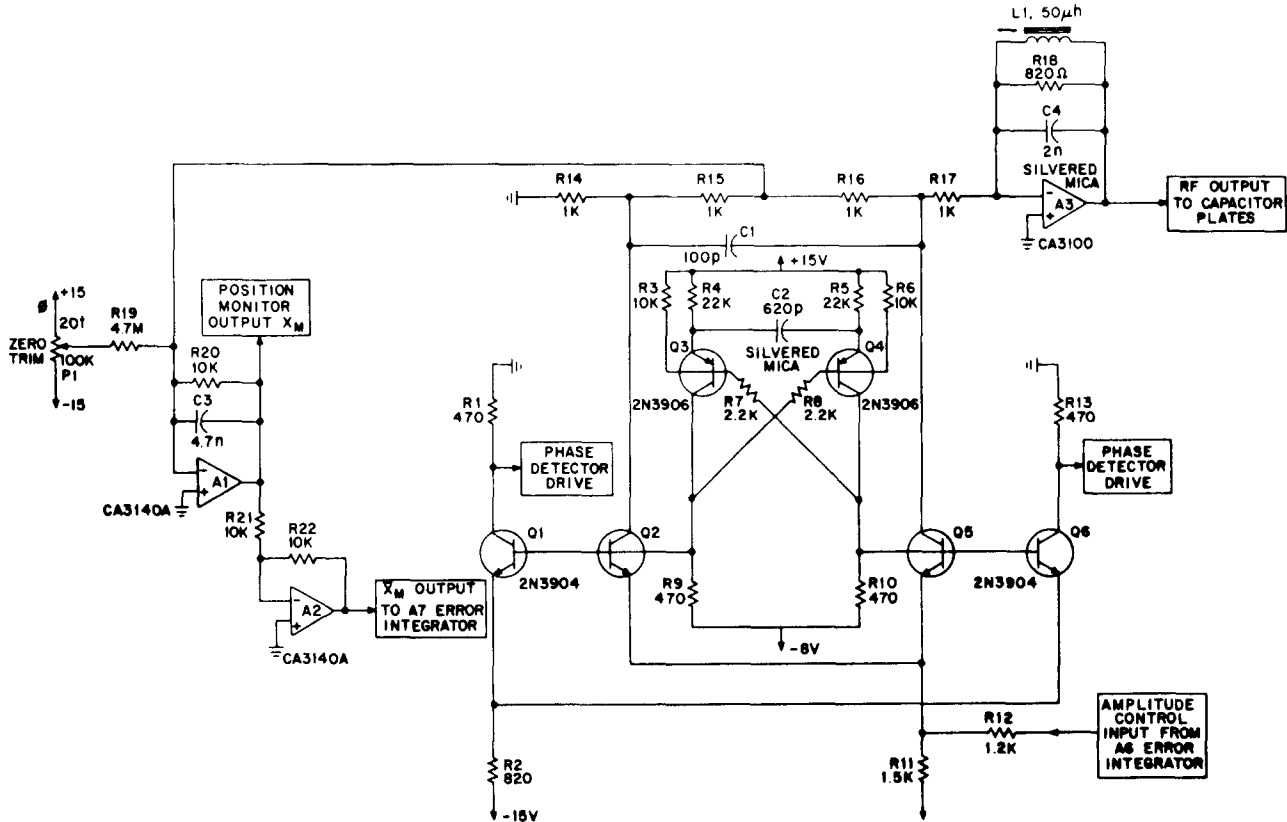 L1, 50μh
R18
820Ω
C4
2n
SILVERED
MICA
R14
1K
R15
1K
R16
1K
R17
1K
A3
CA3100
RF OUTPUT
TO CAPACITOR
PLATES
C1
100p
+15V
R3
10K
R4
22K
R5
22K
R6
10K
C2
620p
SILVERED
MICA
Q3
Q4
2N3906
2N3906
R7
2.2K
R8
2.2K
+15
20t
ZERO
TRIM
100K
P1
-15
R19
4.7M
POSITION
MONITOR
OUTPUT XM
R20
10K
C3
4.7n
A1
CA3140A
R21
10K
R22
10K
A2
CA3140A
XM OUTPUT
TO A7 ERROR
INTEGRATOR
R1
470
PHASE
DETECTOR
DRIVE
R13
470
PHASE
DETECTOR
DRIVE
Q1
Q2
2N3904
Q5
Q6
2N3904
R9
470
R10
470
-8V
R2
820
-15V
R11
1.5K
R12
1.2K
AMPLITUDE
CONTROL
INPUT FROM
A6 ERROR
INTEGRATOR